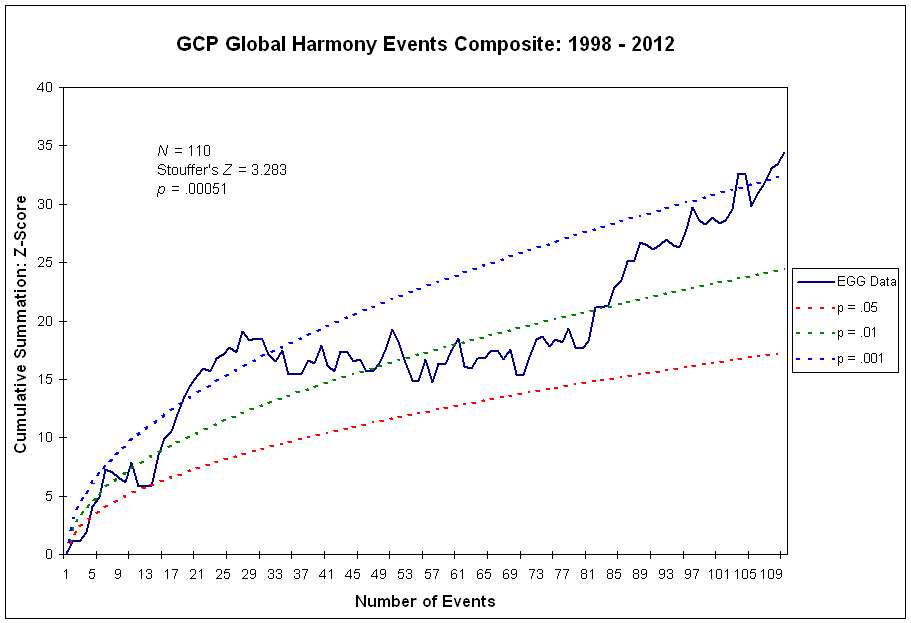 GCP Global Harmony Events Composite: 1998 - 2012
40
35
30
25
20
15
10
5
0
Cumulative Summation: Z-Score
N = 110
Stouffer's Z = 3.283
p = .00051
EGG Data
p = .05
p = .01
p = .001
1 5 9 13 17 21 25 29 33 37 41 45 49 53 57 61 65 69 73 77 81 85 89 93 97 101 105 109
Number of Events